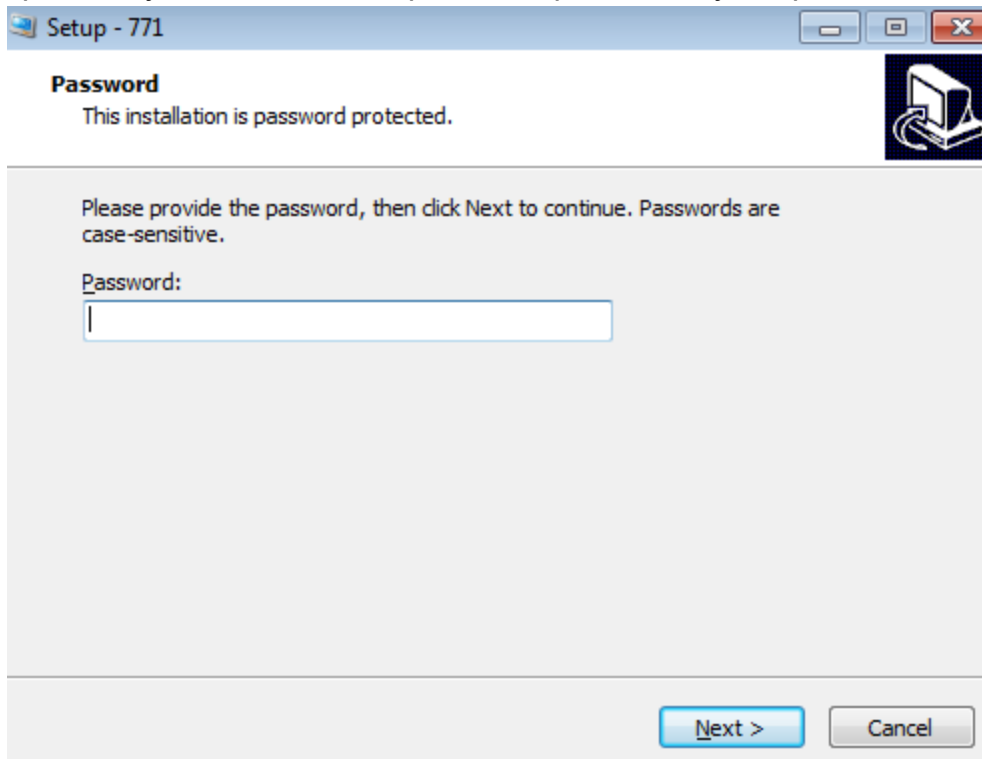 Setup - 771
Password
This installation is password protected.
Please provide the password, then click Next to continue. Passwords are
case-sensitive.
Password:
Next >
Cancel